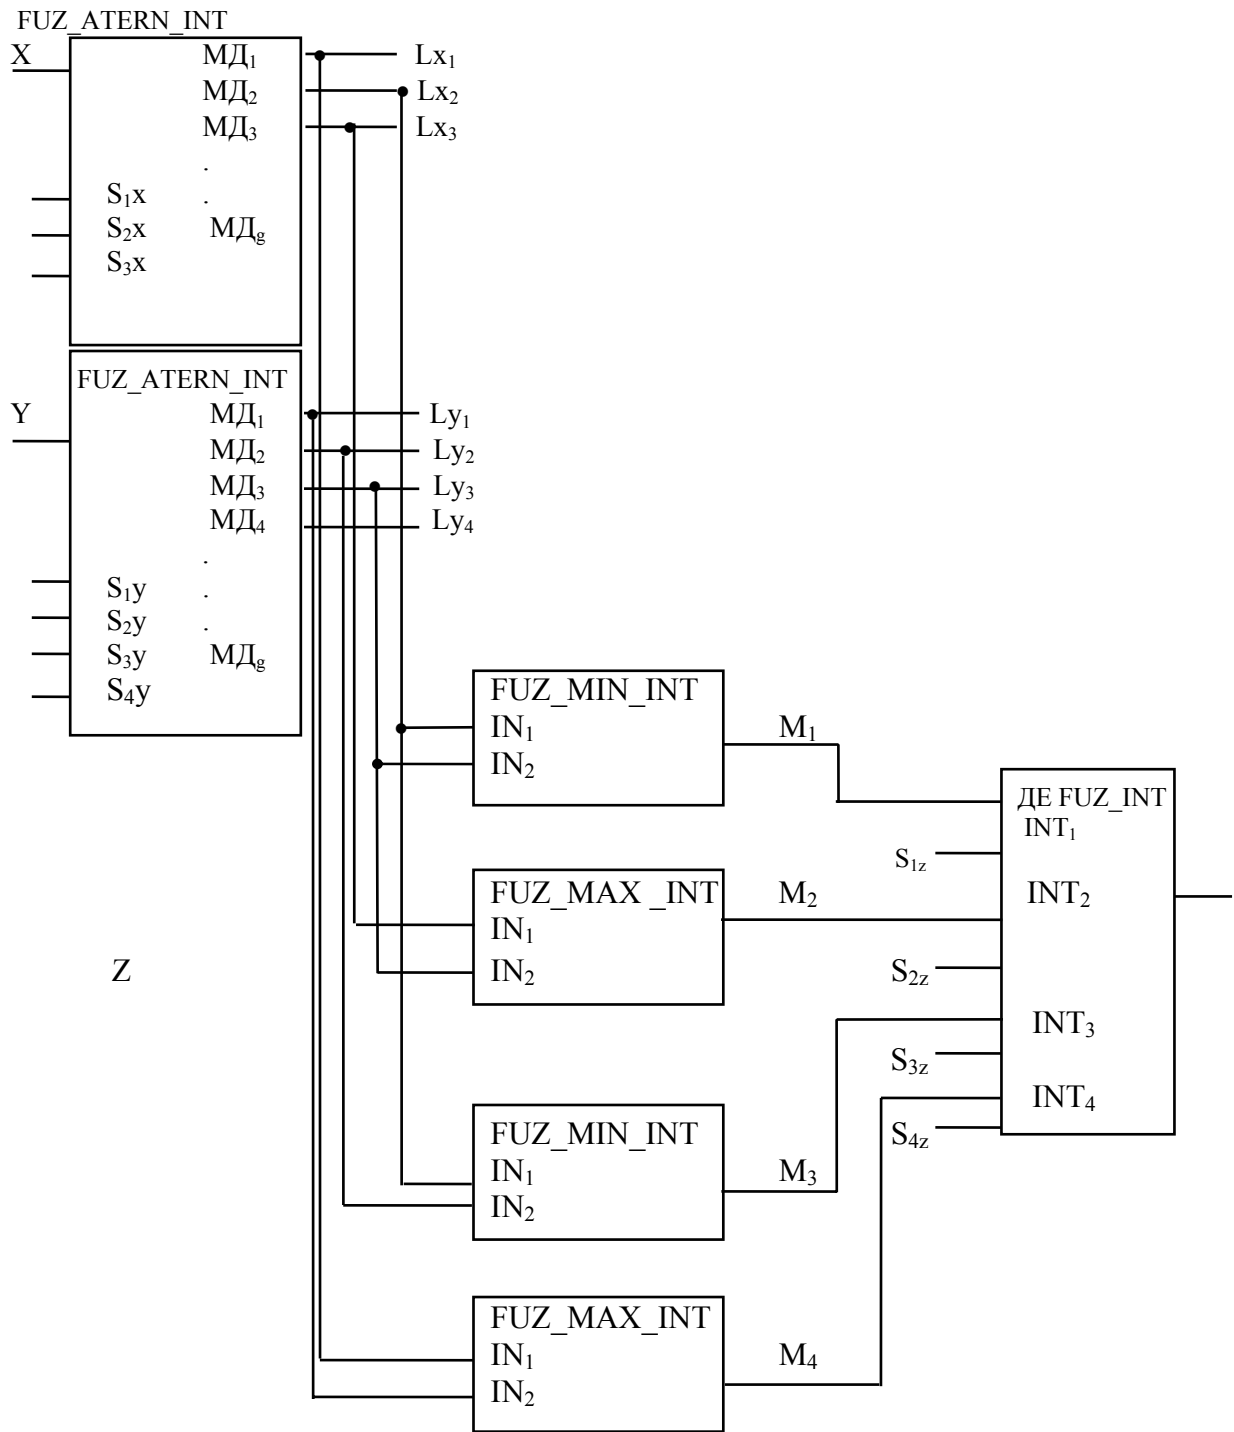 FUZ_ATERN_INT
X
МД₁ Lx₁
МД₂ Lx₂
МД₃ Lx₃
.
S₁x .
S₂x МДg
S₃x
FUZ_ATERN_INT
Y
МД₁ Ly₁
МД₂ Ly₂
МД₃ Ly₃
МД₄ Ly₄
.
S₁y .
S₂y .
S₃y МДg
S₄y
FUZ_MIN_INT
IN₁
IN₂
M₁
FUZ_MAX _INT
IN₁
IN₂
M₂
Z
FUZ_MIN_INT
IN₁
IN₂
M₃
FUZ_MAX_INT
IN₁
IN₂
M₄
ДЕ FUZ_INT
INT₁
S₁z
INT₂
S₂z
INT₃
S₃z
INT₄
S₄z